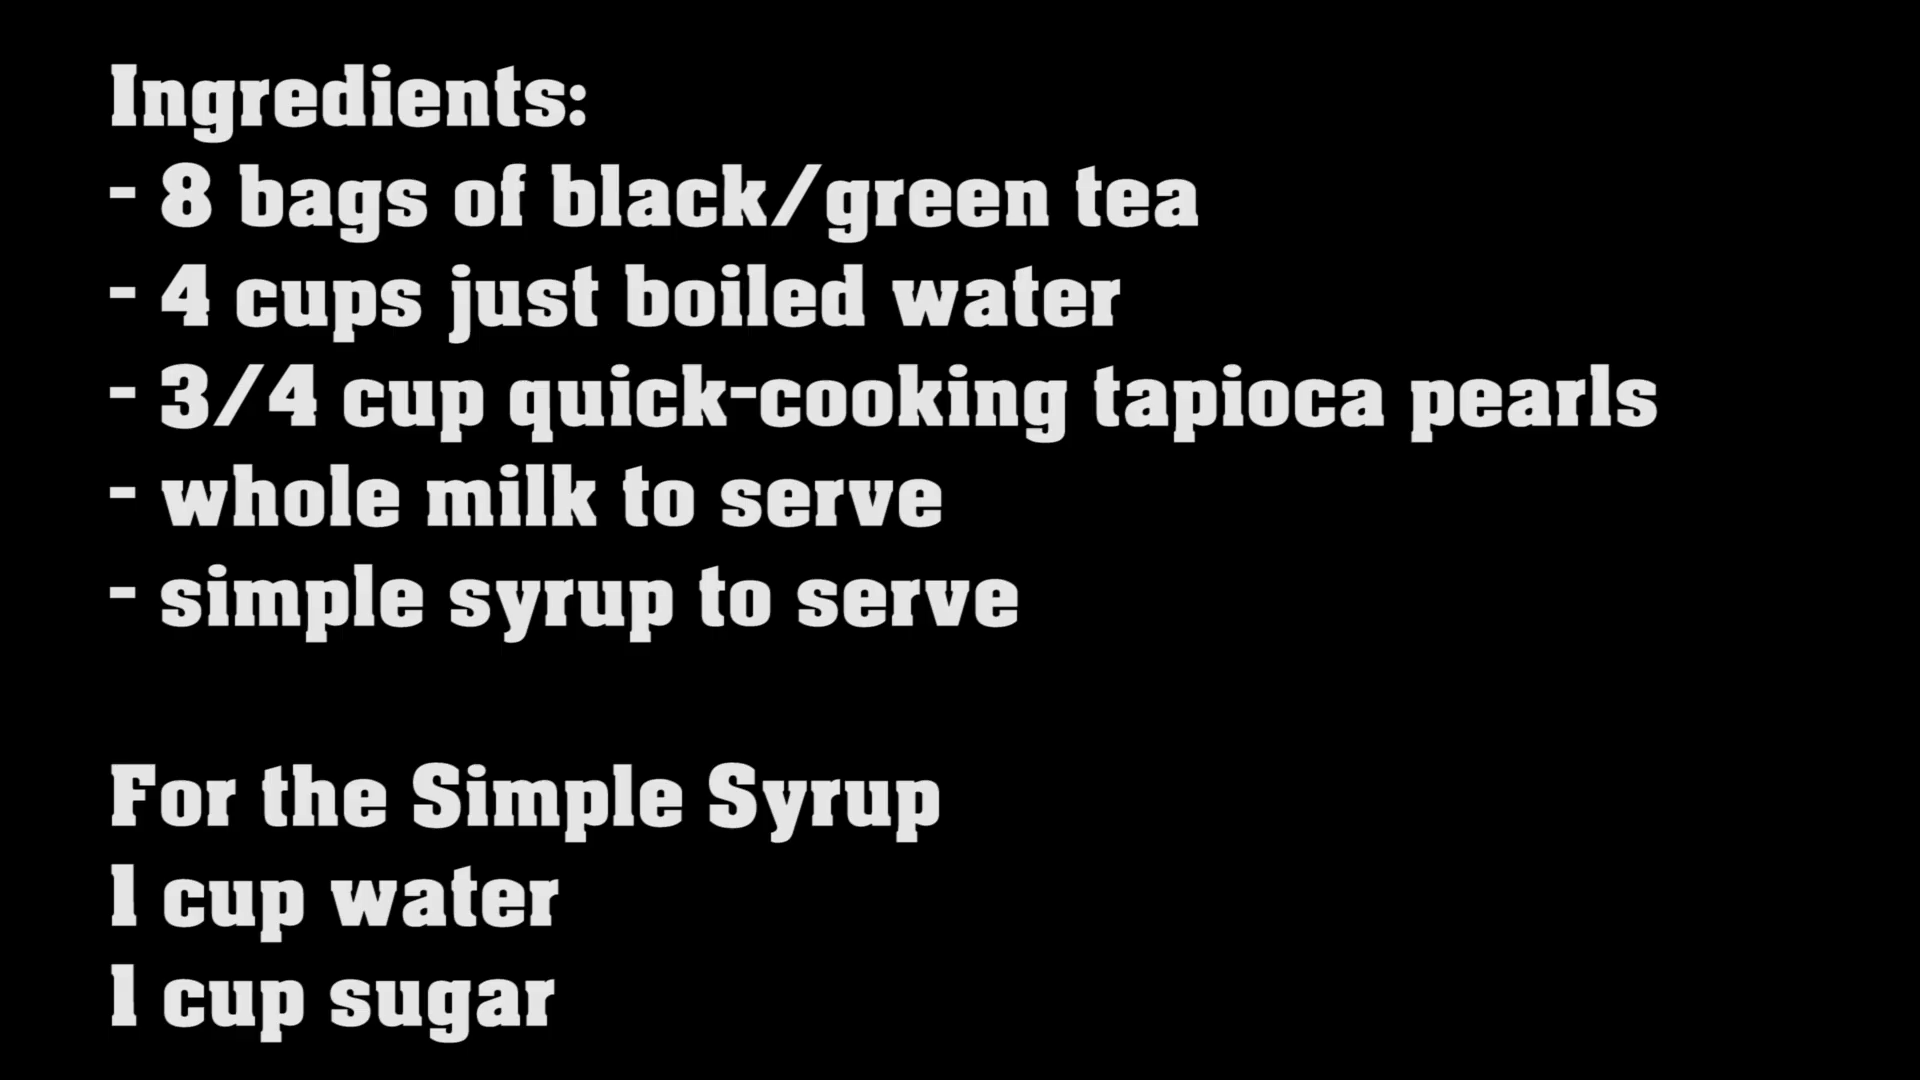 Ingredients:
- 8 bags of black/green tea
- 4 cups just boiled water
- 3/4 cup quick-cooking tapioca pearls
- whole milk to serve
- simple syrup to serve
For the Simple Syrup
1 cup water
1 cup sugar